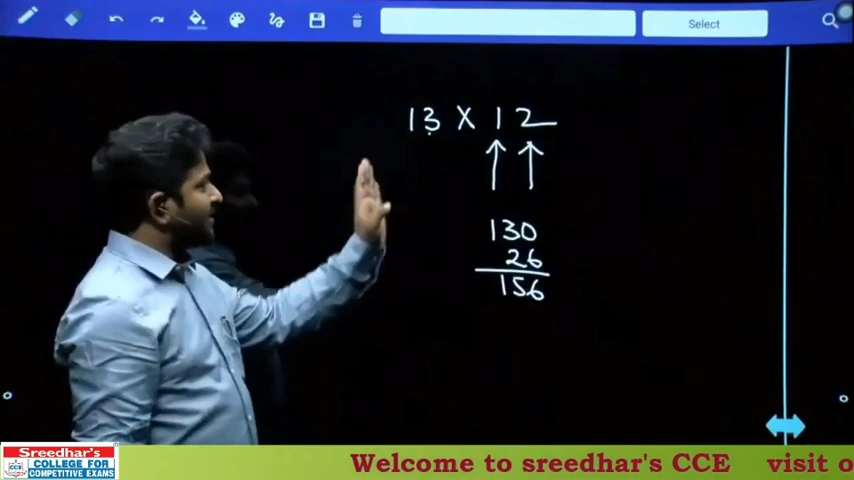 Select
13 X 12
130
26
156
Sreedhar's
CCE
COLLEGE FOR
COMPETITIVE EXAMS
Welcome to sreedhar's CCE visit o